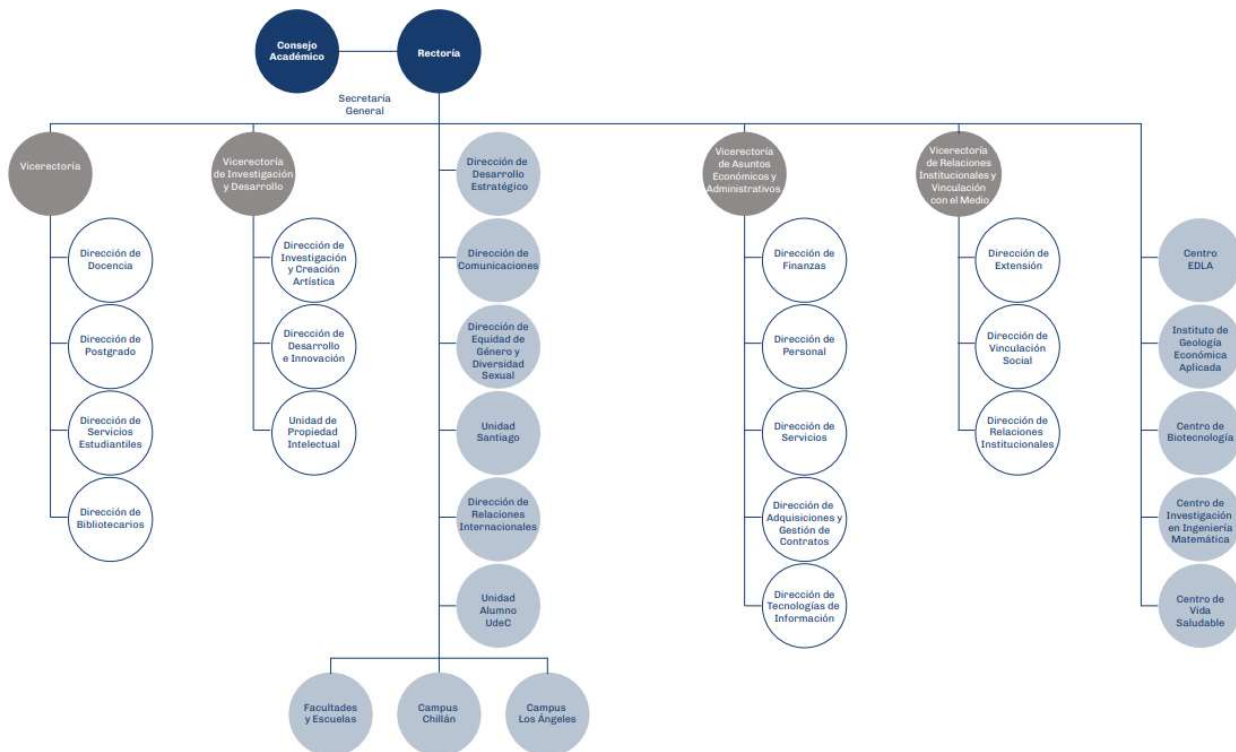 Consejo
Académico
Rectoría
Secretaría
General
Vicerectoría
Vicerectoría
de Investigación
y Desarrollo
Dirección de
Desarrollo
Estratégico
Vicerectoría
de Asuntos
Económicos y
Administrativos
Vicerectoría
de Relaciones
Institucionales y
Vinculación
con el Medio
Dirección de
Docencia
Dirección de
Investigación
y Creación
Artística
Dirección de
Comunicaciones
Dirección de
Finanzas
Dirección de
Extensión
Centro
EDLA
Dirección de
Postgrado
Dirección de
Desarrollo
e Innovación
Dirección de
Equidad de
Género y
Diversidad
Sexual
Dirección de
Personal
Dirección de
Vinculación
Social
Instituto de
Geología
Económica
Aplicada
Dirección de
Servicios
Estudiantiles
Unidad de
Propiedad
Intelectual
Unidad
Santiago
Dirección de
Servicios
Dirección de
Relaciones
Institucionales
Centro de
Biotecnología
Dirección de
Bibliotecarios
Dirección de
Relaciones
Internacionales
Dirección de
Adquisiciones y
Gestión de
Contratos
Centro de
Investigación
en Ingeniería
Matemática
Unidad
Alumno
UdeC
Dirección de
Tecnologías de
Información
Centro de
Vida
Saludable
Facultades
y Escuelas
Campus
Chillán
Campus
Los Ángeles